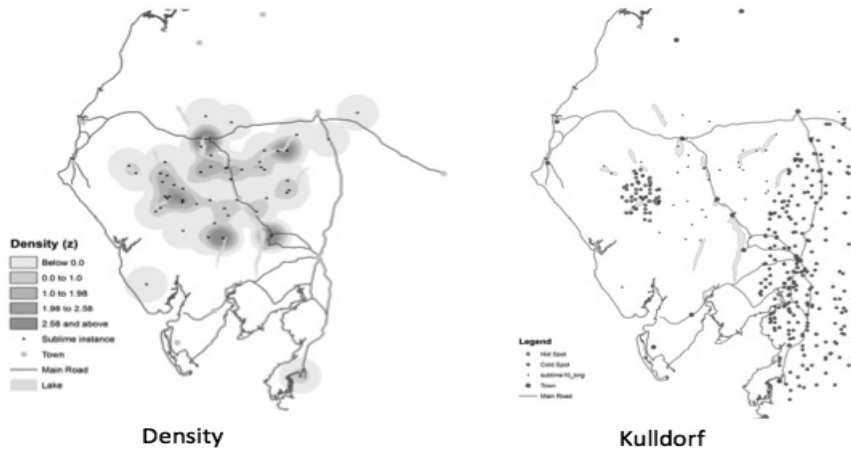 Density (z)
Below 0.0
0.0 to 1.0
1.0 to 1.98
1.98 to 2.58
2.58 and above
Sublime instance
Town
Main Road
Lake
Density
Legend
Hot Spot
Cold Spot
sublime10_bng
Town
Main Road
Kulldorf